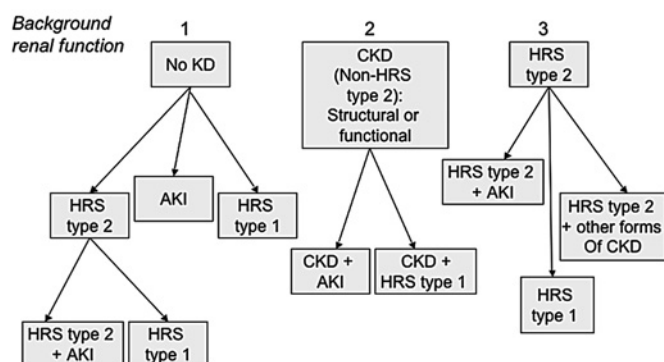 Background
renal function
1
2
3
No KD
CKD
(Non-HRS
type 2):
Structural or
functional
HRS
type 2
HRS
type 2
AKI
HRS
type 1
HRS type 2
+ AKI
HRS type 2
+ other forms
Of CKD
CKD +
AKI
CKD +
HRS type 1
HRS
type 1
HRS type 2
+ AKI
HRS
type 1